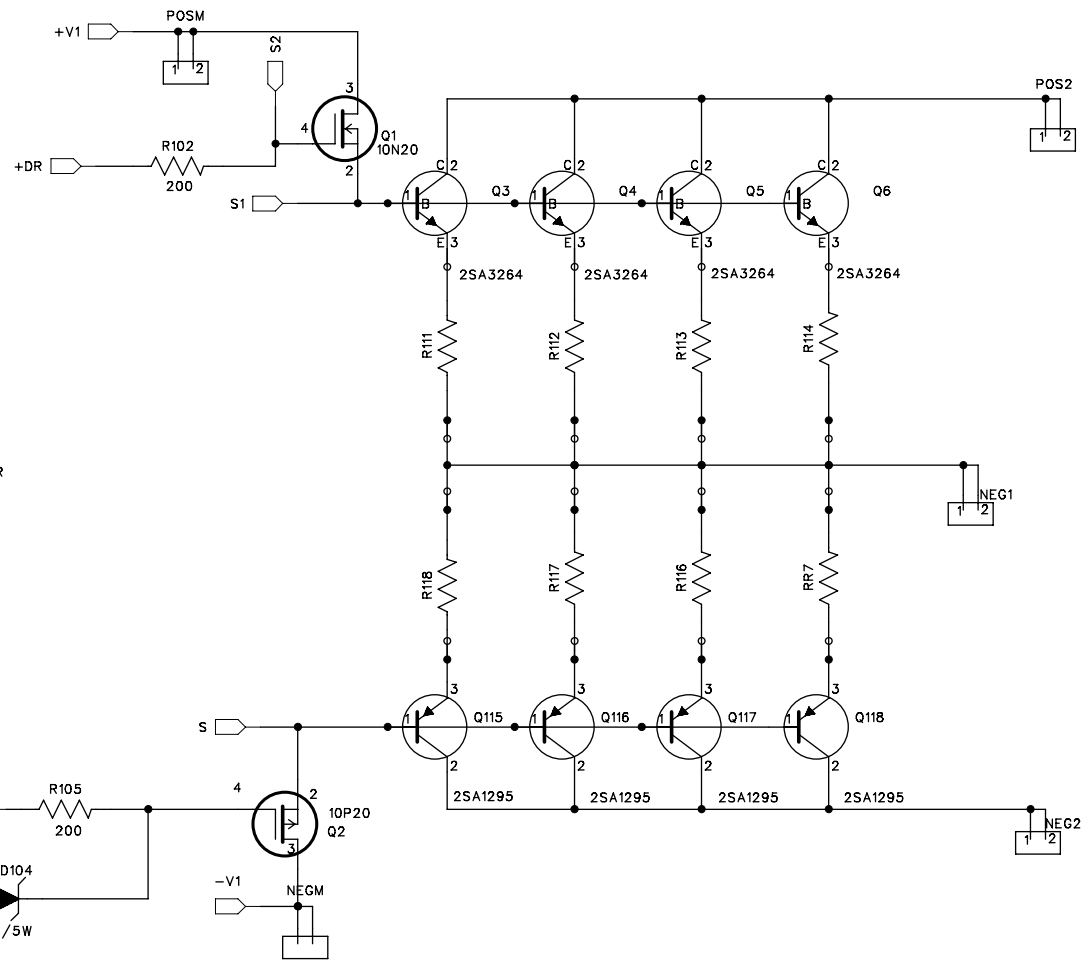 POSM
+V1
1 2
S2
3
4
Q1
10N20
2
R102
+DR
200
S1
POS2
1 2
C 2
C 2
C 2
C 2
1 B
Q3
1 B
Q4
1 B
Q5
1 B
Q6
E 3
E 3
E 3
E 3
2SA3264
2SA3264
2SA3264
2SA3264
R111
R112
R113
R114
R
NEG1
1 2
R118
R117
R116
RR7
3
3
3
3
S
1
Q115
1
Q116
1
Q117
1
Q118
2
2
2
2
2SA1295
2SA1295
2SA1295
2SA1295
R105
200
4
2
10P20
Q2
3
NEG2
1 2
D104
/5W
-V1
NEGM